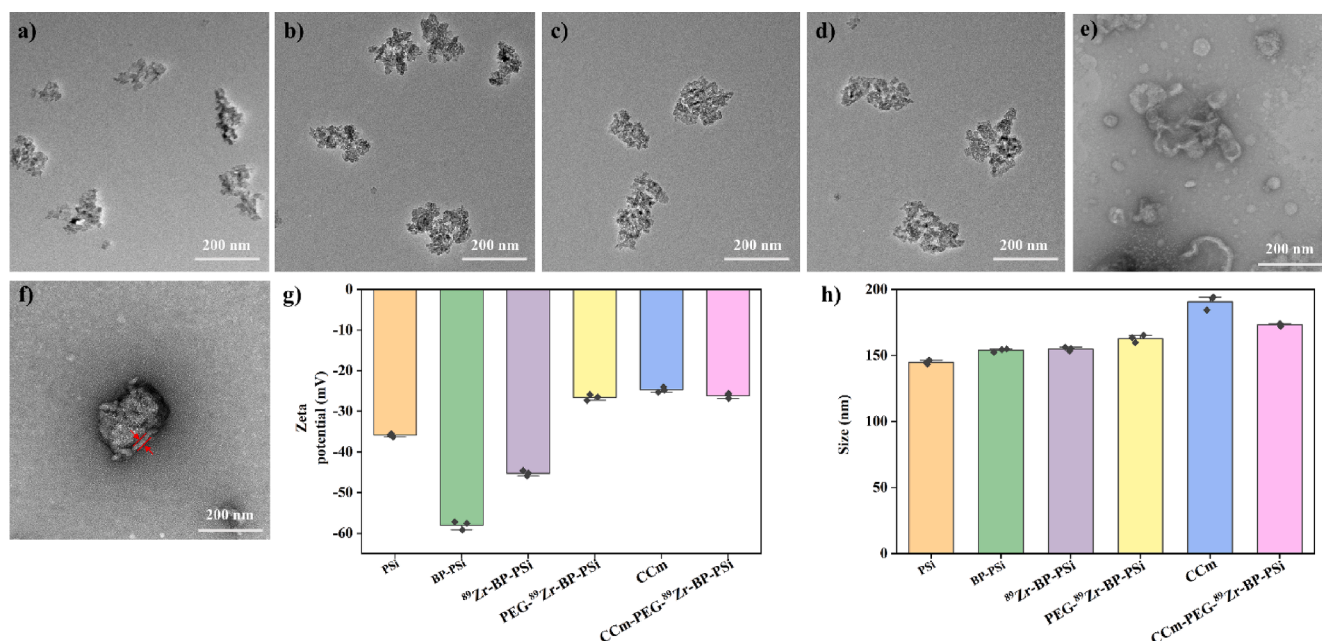 a)
200 nm
b)
200 nm
c)
200 nm
d)
200 nm
e)
200 nm
f)
200 nm
g)
0
-10
-20
-30
-40
-50
-60
Zeta
potential (mV)
PSi
BP-PSi
⁸⁹Zr-BP-PSi
PEG-⁸⁹Zr-BP-PSi
CCm
CCm-PEG-⁸⁹Zr-BP-PSi
h)
200
150
100
50
0
Size (nm)
PSi
BP-PSi
⁸⁹Zr-BP-PSi
PEG-⁸⁹Zr-BP-PSi
CCm
CCm-PEG-⁸⁹Zr-BP-PSi